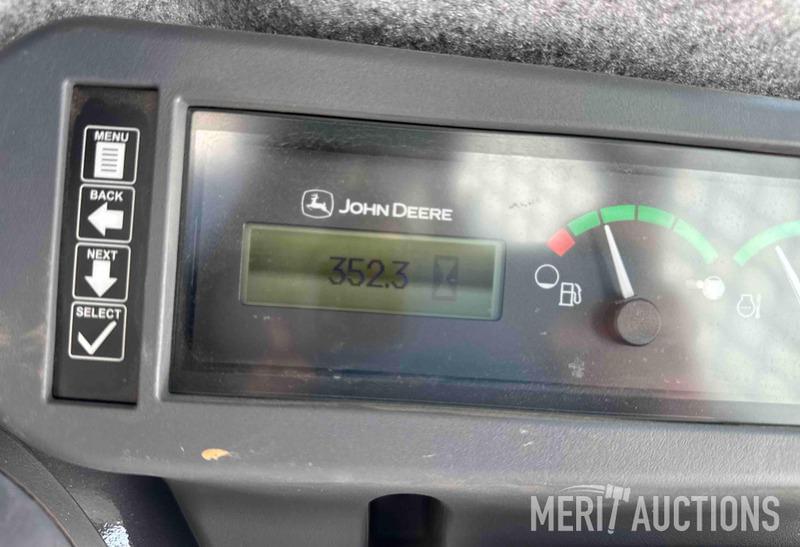 MENU
BACK
NEXT
SELECT
JOHN DEERE
352.3
MERIT AUCTIONS